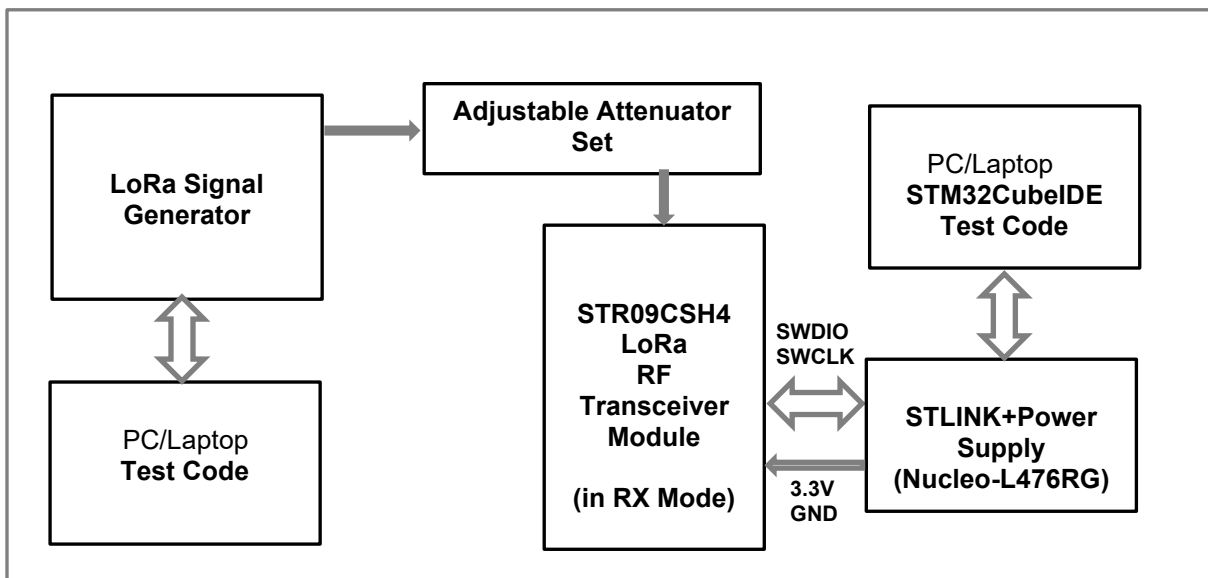 LoRa Signal
Generator
Adjustable Attenuator
Set
PC/Laptop
STM32CubeIDE
Test Code
STR09CSH4
LoRa
RF
Transceiver
Module
(in RX Mode)
SWDIO
SWCLK
3.3V
GND
STLINK+Power
Supply
(Nucleo-L476RG)
PC/Laptop
Test Code